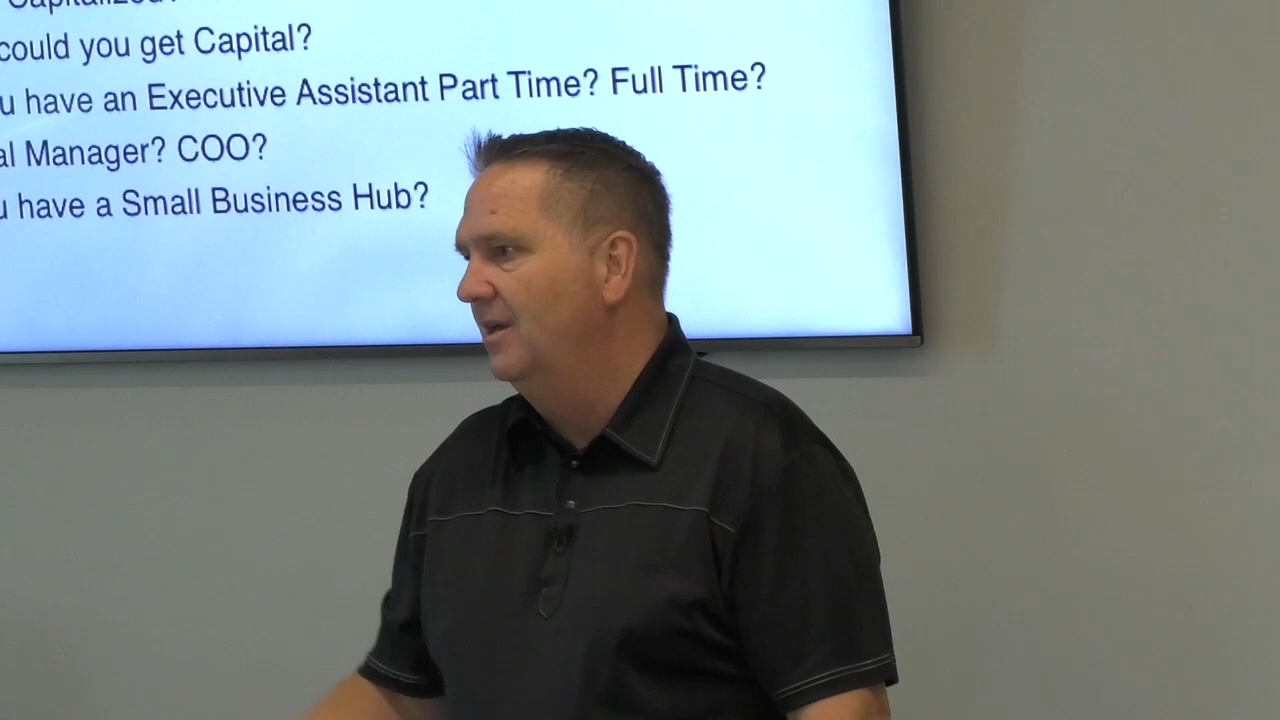 Capitalized?
could you get Capital?
u have an Executive Assistant Part Time? Full Time?
al Manager? COO?
u have a Small Business Hub?